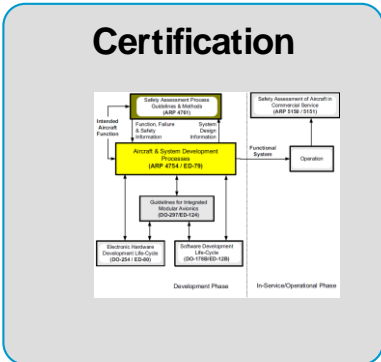 Certification
Safety Assessment Process
Guidelines & Methods
(ARP 4761)
Safety Assessment of Aircraft in
Commercial Service
(ARP 5150 / 5151)
Intended
Aircraft
Function
Function, Failure
& Safety
Information
System
Design
Information
Aircraft & System Development
Processes
(ARP 4754 / ED-79)
Functional
System
Operation
Guidelines for Integrated
Modular Avionics
(DO-297/ED-124)
Electronic Hardware
Development Life-Cycle
(DO-254 / ED-80)
Software Development
Life-Cycle
(DO-178B/ED-12B)
Development Phase
In-Service/Operational Phase